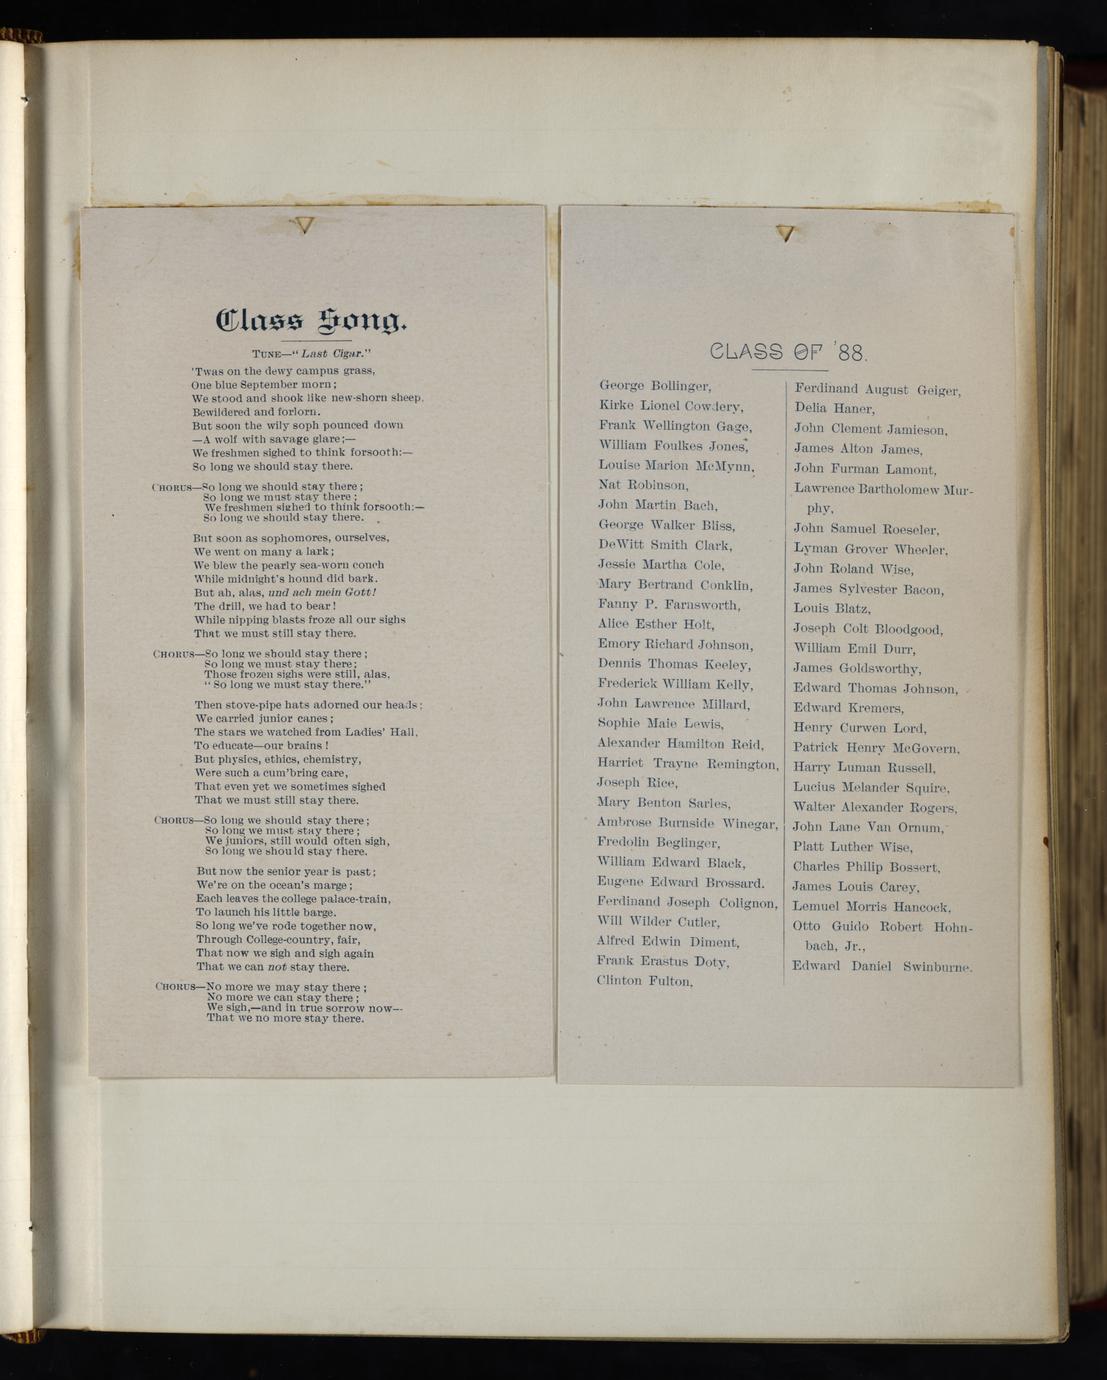 Class Song.
TUNE—"Last Cigar."
'Twas on the dewy campus grass,
One blue September morn;
We stood and shook like new-shorn sheep,
Bewildered and forlorn.
But soon the wily soph pounced down
—A wolf with savage glare;—
We freshmen sighed to think forsooth:—
So long we should stay there.
CHORUS—So long we should stay there;
So long we must stay there;
We freshmen sighed to think forsooth:—
So long we should stay there.
But soon as sophomores, ourselves,
We went on many a lark;
We blew the pearly sea-worn conch
While midnight's hound did bark.
But ah, alas, und ach mein Gott!
The drill, we had to bear!
While nipping blasts froze all our sighs
That we must still stay there.
CHORUS—So long we should stay there;
So long we must stay there;
Those frozen sighs were still, alas,
"So long we must stay there."
Then stove-pipe hats adorned our heads;
We carried junior canes;
The stars we watched from Ladies' Hall,
To educate—our brains!
But physics, ethics, chemistry,
Were such a cum'bring care,
That even yet we sometimes sighed
That we must still stay there.
CHORUS—So long we should stay there;
So long we must stay there;
We juniors, still would often sigh,
So long we should stay there.
But now the senior year is past;
We're on the ocean's marge;
Each leaves the college palace-train,
To launch his little barge.
So long we've rode together now,
Through College-country, fair,
That now we sigh and sigh again
That we can not stay there.
CHORUS—No more we may stay there;
No more we can stay there;
We sigh,—and in true sorrow now—
That we no more stay there.
CLASS OF '88.
George Bollinger,
Kirke Lionel Cowdery,
Frank Wellington Gage,
William Foulkes Jones,
Louise Marion McMynn,
Nat Robinson,
John Martin Bach,
George Walker Bliss,
DeWitt Smith Clark,
Jessie Martha Cole,
Mary Bertrand Conklin,
Fanny P. Farnsworth,
Alice Esther Holt,
Emory Richard Johnson,
Dennis Thomas Keeley,
Frederick William Kelly,
John Lawrence Millard,
Sophie Maie Lewis,
Alexander Hamilton Reid,
Harriet Trayne Remington,
Joseph Rice,
Mary Benton Sarles,
Ambrose Burnside Winegar,
Fredolin Beglinger,
William Edward Black,
Eugene Edward Brossard.
Ferdinand Joseph Colignon,
Will Wilder Cutler,
Alfred Edwin Diment,
Frank Erastus Doty,
Clinton Fulton,
Ferdinand August Geiger,
Delia Haner,
John Clement Jamieson,
James Alton James,
John Furman Lamont,
Lawrence Bartholomew Mur-
phy,
John Samuel Roeseler,
Lyman Grover Wheeler,
John Roland Wise,
James Sylvester Bacon,
Louis Blatz,
Joseph Colt Bloodgood,
William Emil Durr,
James Goldsworthy,
Edward Thomas Johnson,
Edward Kremers,
Henry Curwen Lord,
Patrick Henry McGovern,
Harry Luman Russell,
Lucius Melander Squire,
Walter Alexander Rogers,
John Lane Van Ornum,
Platt Luther Wise,
Charles Philip Bossert,
James Louis Carey,
Lemuel Morris Hancock,
Otto Guido Robert Hohn-
bach, Jr.,
Edward Daniel Swinburne.